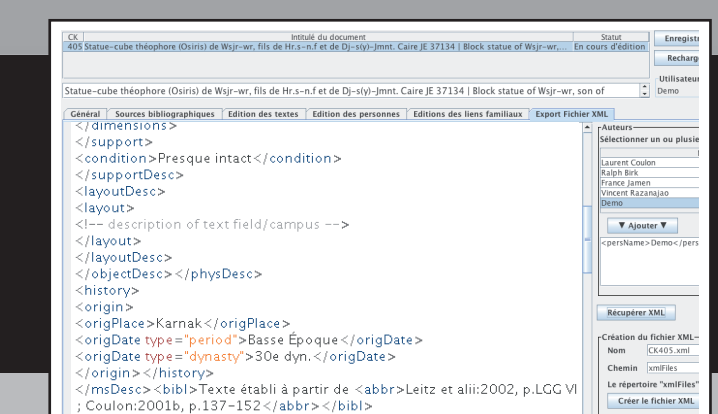 CK Intitulé du document Statut
405 Statue-cube théophore (Osiris) de Wsjr-wr, fils de Hr.s-n.f et de Dj-s(y)-Jmnt. Caire JE 37134 | Block statue of Wsjr-wr,... En cours d'édition
Enregistr
Recharg
Utilisateur
Demo
Statue-cube théophore (Osiris) de Wsjr-wr, fils de Hr.s-n.f et de Dj-s(y)-Jmnt. Caire JE 37134 | Block statue of Wsjr-wr, son of
Général Sources bibliographiques Edition des textes Edition des personnes Editions des liens familiaux Export Fichier XML
</dimensions>
</support>
<condition>Presque intact</condition>
</supportDesc>
<layoutDesc>
<layout>
<!-- description of text field/campus -->
</layout>
</layoutDesc>
</objectDesc></physDesc>
<history>
<origin>
<origPlace>Karnak</origPlace>
<origDate type="period">Basse Époque</origDate>
<origDate type="dynasty">30e dyn.</origDate>
</origin></history>
</msDesc><bibl>Texte établi à partir de <abbr>Leitz et alii:2002, p.LGG VI
; Coulon:2001b, p.137-152</abbr></bibl>
Auteurs
Sélectionner un ou plusie
Laurent Coulon
Ralph Birk
France Jamen
Vincent Razanajao
Demo
▼ Ajouter ▼
<persName>Demo</pers
Récupérer XML
Création du fichier XML
Nom CK405.xml
Chemin xmlFiles
Le répertoire "xmlFiles"
Créer le fichier XML